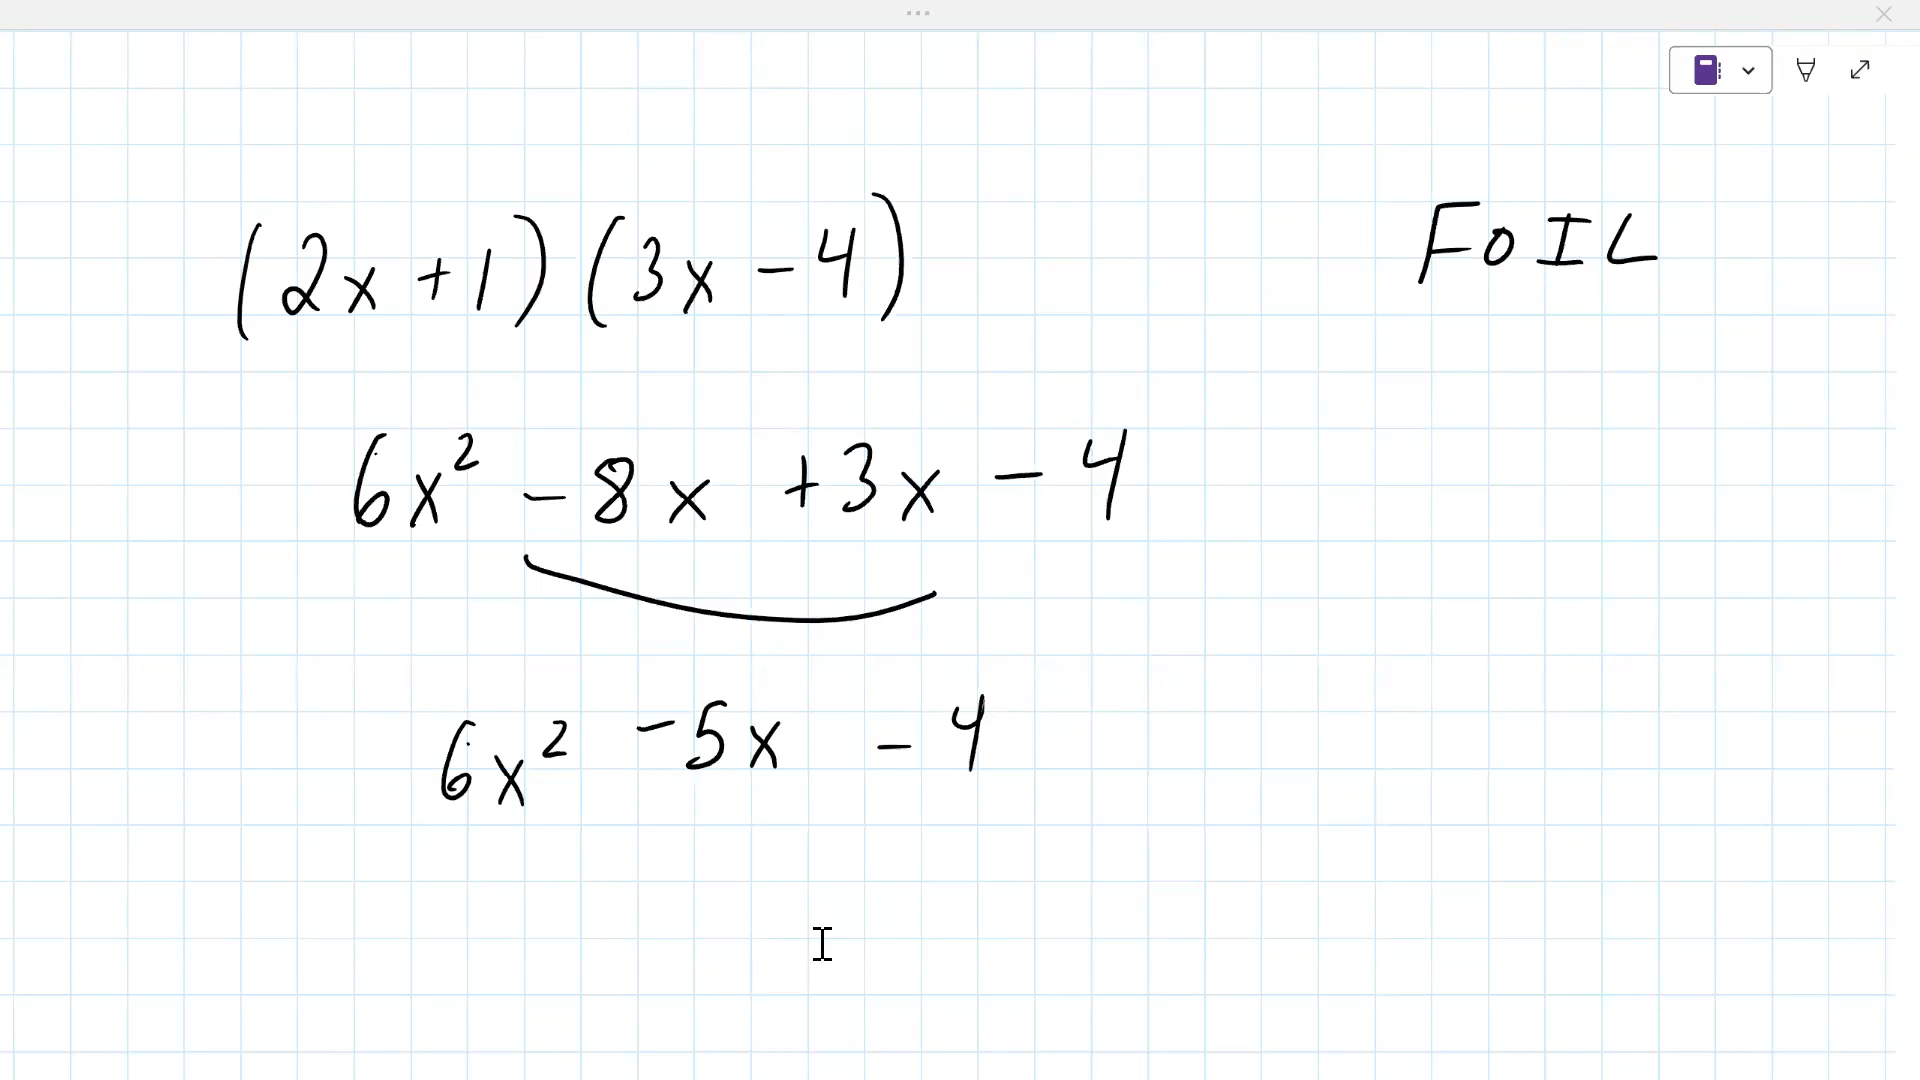 (2x + 1)(3x - 4)
FOIL
6x² - 8x + 3x - 4
6x² - 5x - 4